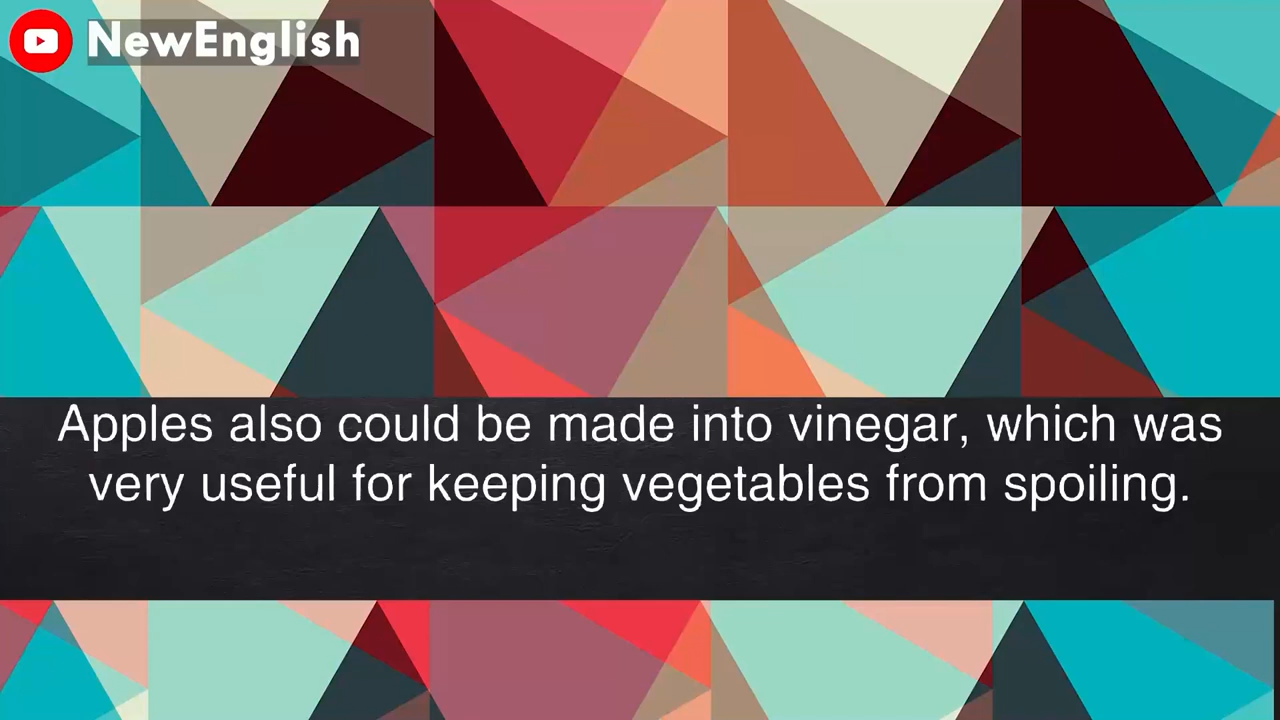 NewEnglish
Apples also could be made into vinegar, which was
very useful for keeping vegetables from spoiling.